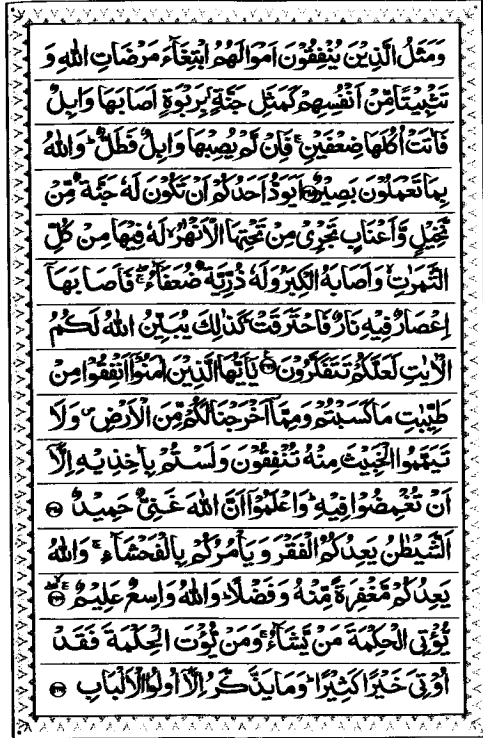 وَمَثَلُ الَّذِيْنَ يُنْفِقُوْنَ اَمْوَالَهُمُ ابْتِغَآءَ مَرْضَاتِ اللّٰهِ وَ
تَثْبِيْتًا مِّنْ اَنْفُسِهِمْ كَمَثَلِ جَنَّةٍۭ بِرَبْوَةٍ اَصَابَهَا وَابِلٌ
فَاٰتَتْ اُكُلَهَا ضِعْفَيْنِ ۚ فَاِنْ لَّمْ يُصِبْهَا وَابِلٌ فَطَلٌّ ؕ وَاللّٰهُ
بِمَا تَعْمَلُوْنَ بَصِيْرٌ ﴿۲۶۵﴾ اَيَوَدُّ اَحَدُكُمْ اَنْ تَكُوْنَ لَهٗ جَنَّةٌ مِّنْ
نَّخِيْلٍ وَّاَعْنَابٍ تَجْرِيْ مِنْ تَحْتِهَا الْاَنْهٰرُ ۙ لَهٗ فِيْهَا مِنْ كُلِّ
الثَّمَرٰتِ ۙ وَاَصَابَهُ الْكِبَرُ وَلَهٗ ذُرِّيَّةٌ ضُعَفَآءُ ۖۚ فَاَصَابَهَاۤ
اِعْصَارٌ فِيْهِ نَارٌ فَاحْتَرَقَتْ ؕ كَذٰلِكَ يُبَيِّنُ اللّٰهُ لَكُمُ
الْاٰيٰتِ لَعَلَّكُمْ تَتَفَكَّرُوْنَ ﴿۲۶۶﴾ يٰۤاَيُّهَا الَّذِيْنَ اٰمَنُوْۤا اَنْفِقُوْا مِنْ
طَيِّبٰتِ مَا كَسَبْتُمْ وَمِمَّاۤ اَخْرَجْنَا لَكُمْ مِّنَ الْاَرْضِ ۪ وَلَا
تَيَمَّمُوا الْخَبِيْثَ مِنْهُ تُنْفِقُوْنَ وَلَسْتُمْ بِاٰخِذِيْهِ اِلَّاۤ
اَنْ تُغْمِضُوْا فِيْهِ ؕ وَاعْلَمُوْۤا اَنَّ اللّٰهَ غَنِيٌّ حَمِيْدٌ ﴿۲۶۷﴾
اَلشَّيْطٰنُ يَعِدُكُمُ الْفَقْرَ وَيَاْمُرُكُمْ بِالْفَحْشَآءِ ۚ وَاللّٰهُ
يَعِدُكُمْ مَّغْفِرَةً مِّنْهُ وَفَضْلًا ؕ وَاللّٰهُ وَاسِعٌ عَلِيْمٌ ﴿۲۶۸﴾
يُّؤْتِي الْحِكْمَةَ مَنْ يَّشَآءُ ۚ وَمَنْ يُّؤْتَ الْحِكْمَةَ فَقَدْ
اُوْتِيَ خَيْرًا كَثِيْرًا ؕ وَمَا يَذَّكَّرُ اِلَّاۤ اُولُوا الْاَلْبَابِ ﴿۲۶۹﴾